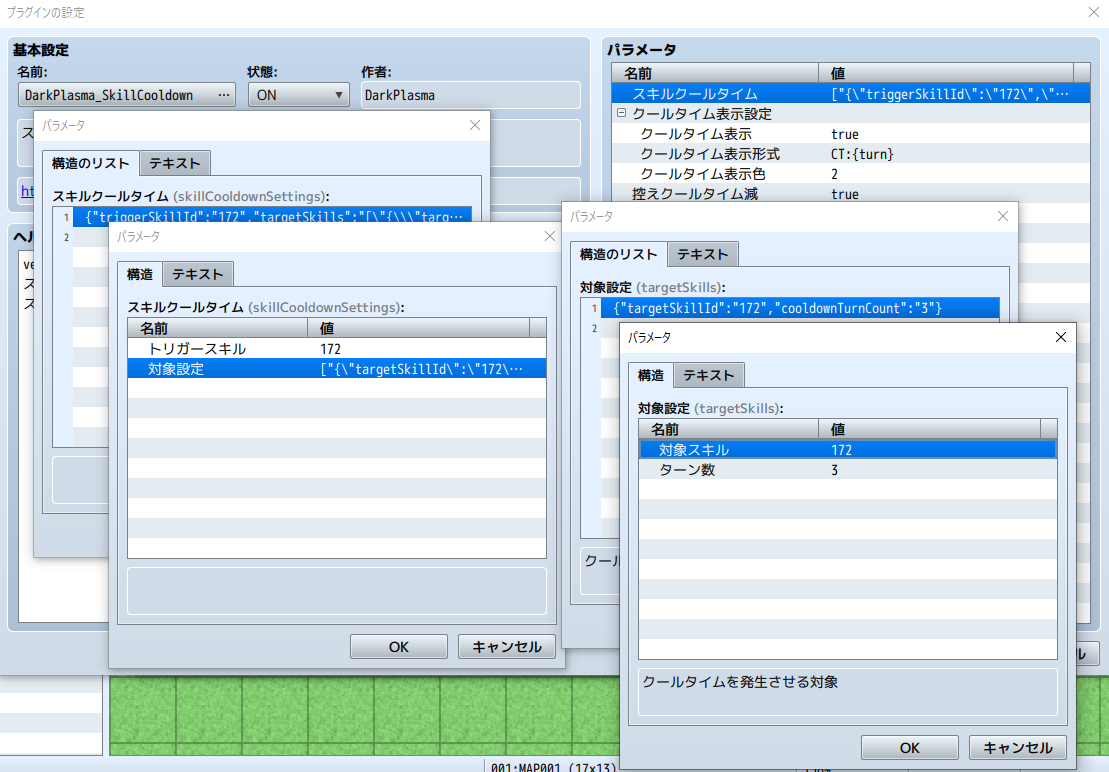 プラグインの設定
基本設定
名前:
状態:
作者:
DarkPlasma_SkillCooldown ...
ON
DarkPlasma
ス
ht
ve
ス
ス
パラメータ
名前 値
スキルクールタイム ["{\"triggerSkillId\":\"172\",\"...
クールタイム表示設定
クールタイム表示 true
クールタイム表示形式 CT:{turn}
クールタイム表示色 2
控えクールタイム減 true
パラメータ
構造のリスト テキスト
スキルクールタイム (skillCooldownSettings):
1 {"triggerSkillId":"172","targetSkills":"[\"{\\\"targ...
2
パラメータ
構造 テキスト
スキルクールタイム (skillCooldownSettings):
名前 値
トリガースキル 172
対象設定 ["{\"targetSkillId\":\"172\...
OK キャンセル
パラメータ
構造のリスト テキスト
対象設定 (targetSkills):
1 {"targetSkillId":"172","cooldownTurnCount":"3"}
2
クール
パラメータ
構造 テキスト
対象設定 (targetSkills):
名前 値
対象スキル 172
ターン数 3
クールタイムを発生させる対象
OK キャンセル
ル
001:MAP001 (17x13)